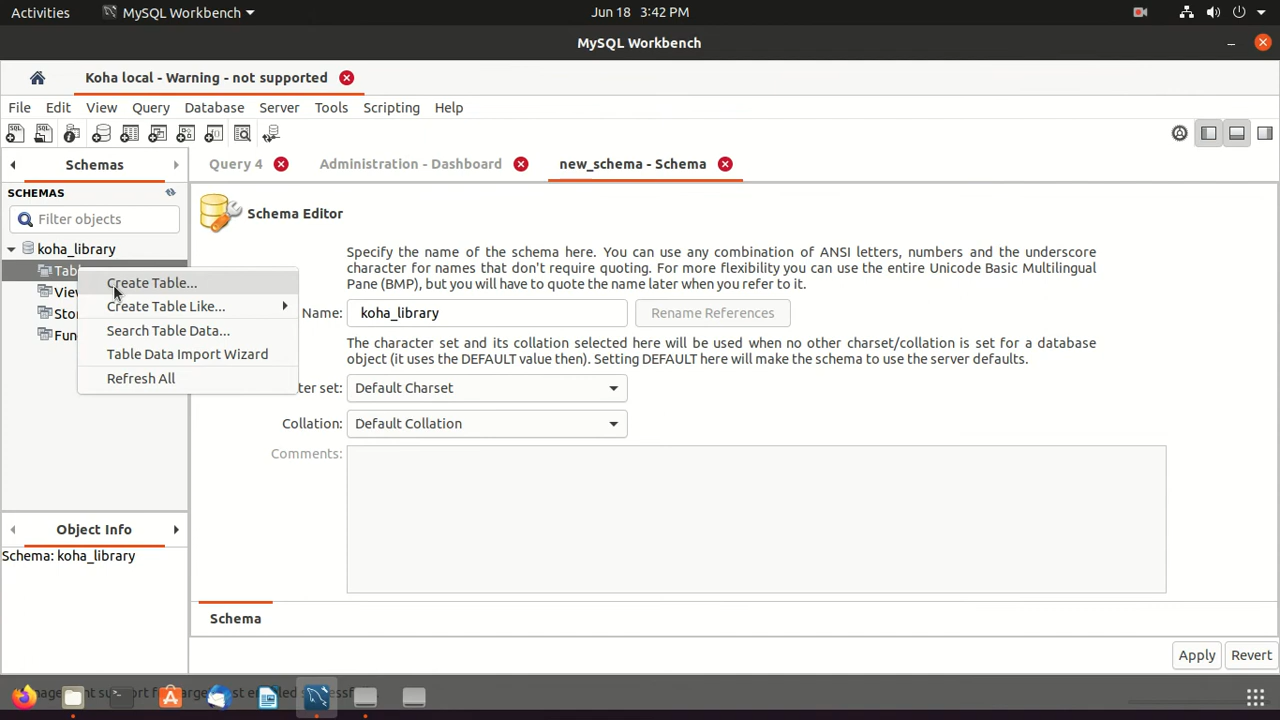 Activities
MySQL Workbench
Jun 18 3:42 PM
MySQL Workbench
Koha local - Warning - not supported
File Edit View Query Database Server Tools Scripting Help
Schemas
Query 4
Administration - Dashboard
new_schema - Schema
SCHEMAS
Filter objects
koha_library
Tab
View
Sto
Fun
Create Table...
Create Table Like...
Search Table Data...
Table Data Import Wizard
Refresh All
Schema Editor
Specify the name of the schema here. You can use any combination of ANSI letters, numbers and the underscore
character for names that don't require quoting. For more flexibility you can use the entire Unicode Basic Multilingual
Pane (BMP), but you will have to quote the name later when you refer to it.
Name: koha_library Rename References
The character set and its collation selected here will be used when no other charset/collation is set for a database
object (it uses the DEFAULT value then). Setting DEFAULT here will make the schema to use the server defaults.
ter set: Default Charset
Collation: Default Collation
Comments:
Object Info
Schema: koha_library
Schema
Apply Revert